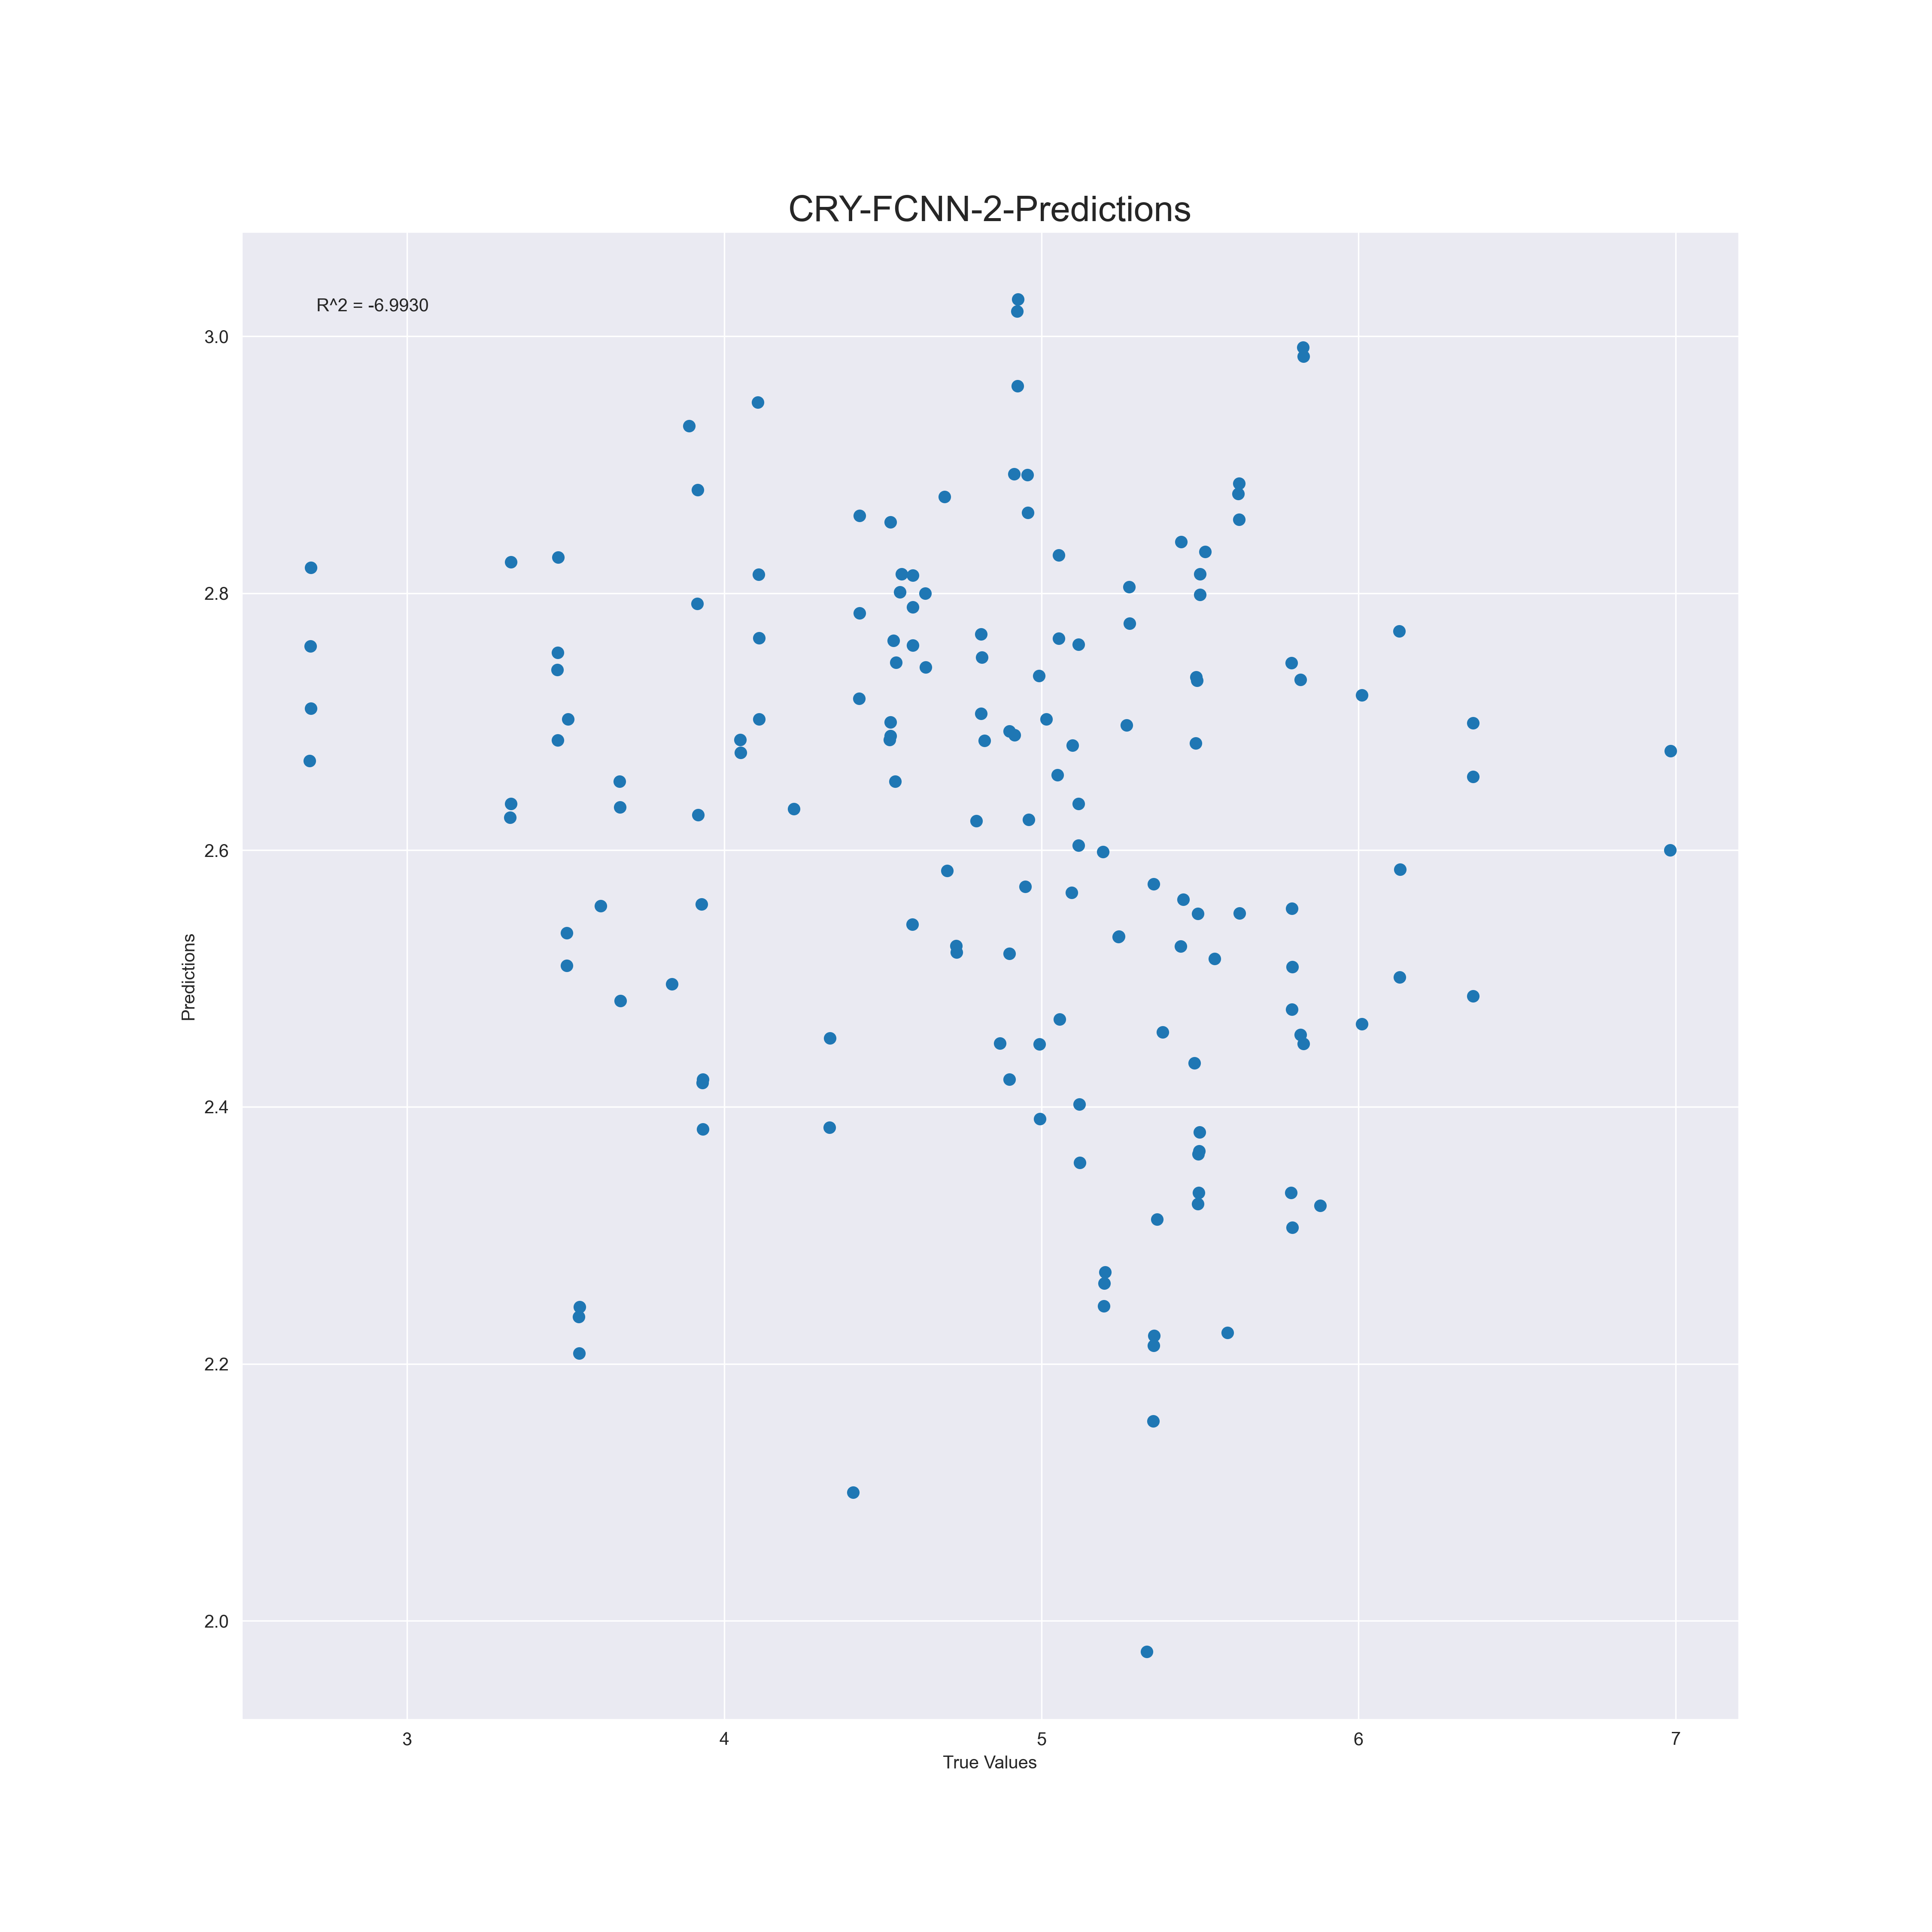 CRY-FCNN-2-Predictions
R^2 = -6.9930
3.0
2.8
2.6
2.4
2.2
2.0
Predictions
3 4 5 6 7
True Values